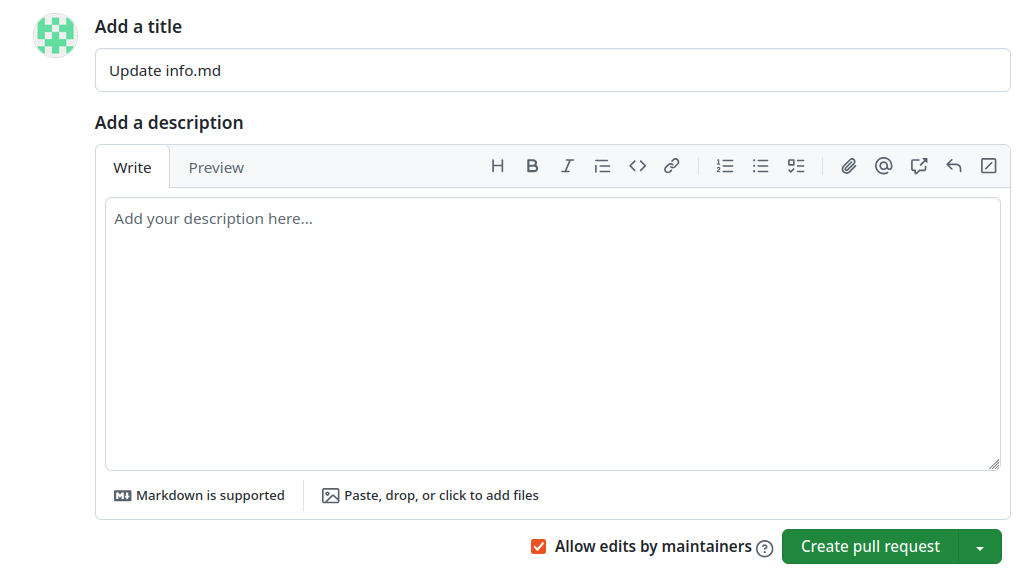 Add a title
Update info.md
Add a description
Write Preview
Add your description here...
Markdown is supported Paste, drop, or click to add files
Allow edits by maintainers Create pull request